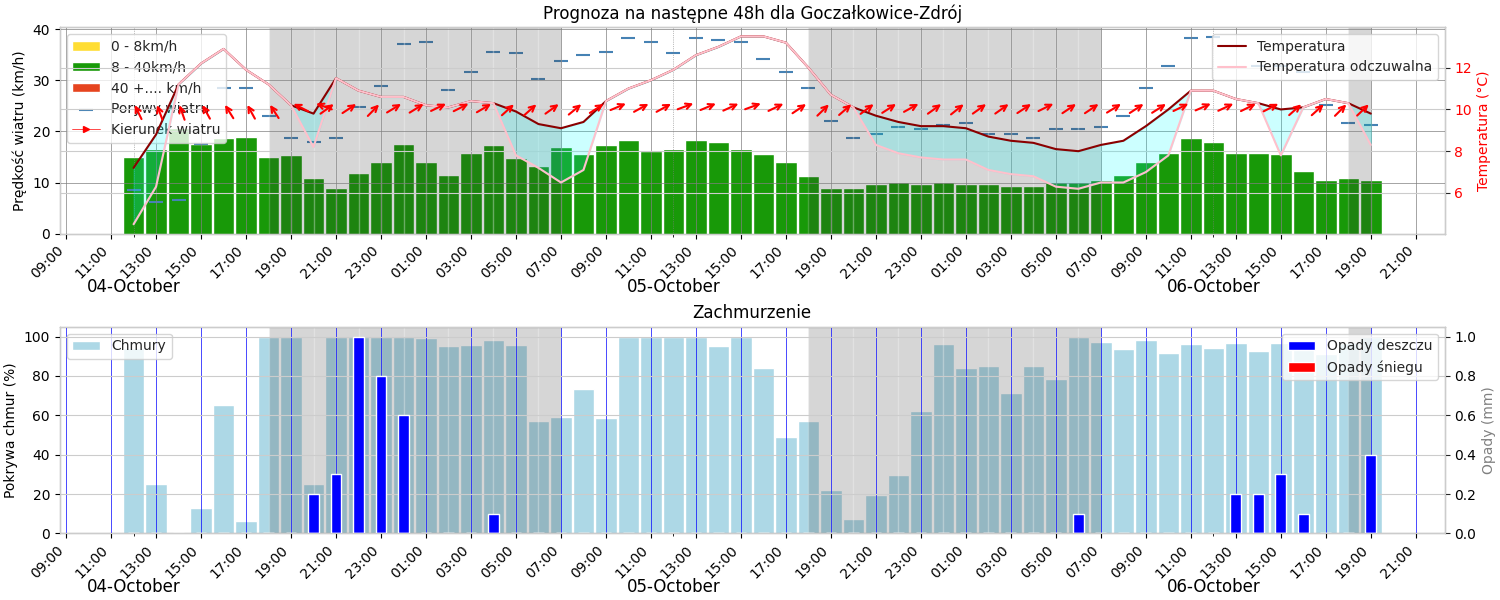 Prognoza na następne 48h dla Goczałkowice-Zdrój
Prędkość wiatru (km/h)
40
30
20
10
0
0 - 8km/h
8 - 40km/h
40 +.... km/h
Porywy wiatru
Kierunek wiatru
Temperatura
Temperatura odczuwalna
12
10
8
6
Temperatura (°C)
09:00 11:00 13:00 15:00 17:00 19:00 21:00 23:00 01:00 03:00 05:00 07:00 09:00 11:00 13:00 15:00 17:00 19:00 21:00 23:00 01:00 03:00 05:00 07:00 09:00 11:00 13:00 15:00 17:00 19:00 21:00
04-October 05-October 06-October
Zachmurzenie
Pokrywa chmur (%)
100
80
60
40
20
0
Chmury
Opady deszczu
Opady śniegu
1.0
0.8
0.6
0.4
0.2
0.0
Opady (mm)
09:00 11:00 13:00 15:00 17:00 19:00 21:00 23:00 01:00 03:00 05:00 07:00 09:00 11:00 13:00 15:00 17:00 19:00 21:00 23:00 01:00 03:00 05:00 07:00 09:00 11:00 13:00 15:00 17:00 19:00 21:00
04-October 05-October 06-October